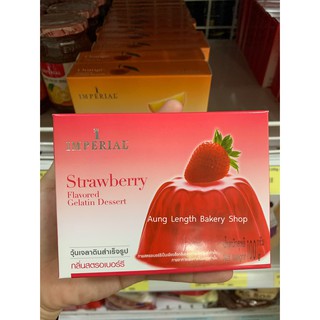 IMPERIAL
IMPERIAL
Strawberry
Flavored
Gelatin Dessert
Aung Length Bakery Shop
วุ้นเจลาตินสำเร็จรูป
กลิ่นสตรอเบอร์รี